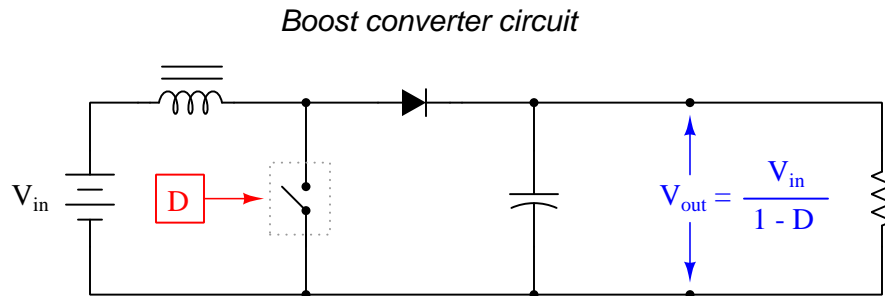 Boost converter circuit
V_in
D
V_out = V_in / 1 - D